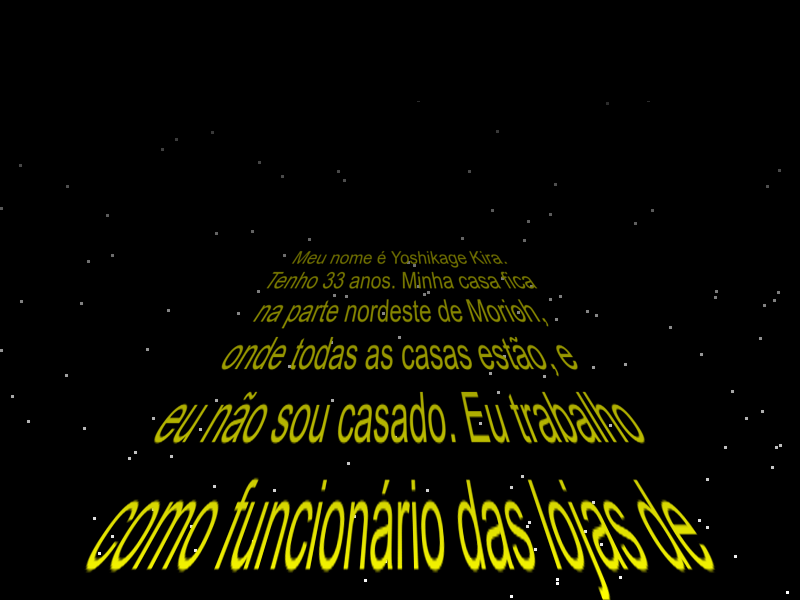 Meu nome é Yoshikage Kira.
Tenho 33 anos. Minha casa fica
na parte nordeste de Morioh,
onde todas as casas estão, e
eu não sou casado. Eu trabalho
como funcionário das lojas de